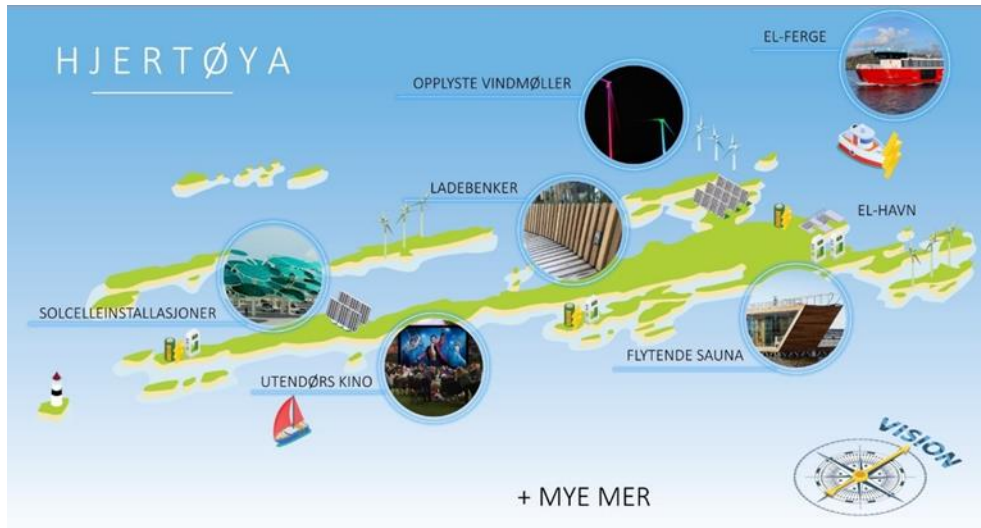 HJERTØYA
EL-FERGE
OPPLYSTE VINDMØLLER
LADEBENKER
EL-HAVN
SOLCELLEINSTALLASJONER
FLYTENDE SAUNA
UTENDØRS KINO
VISION
+ MYE MER